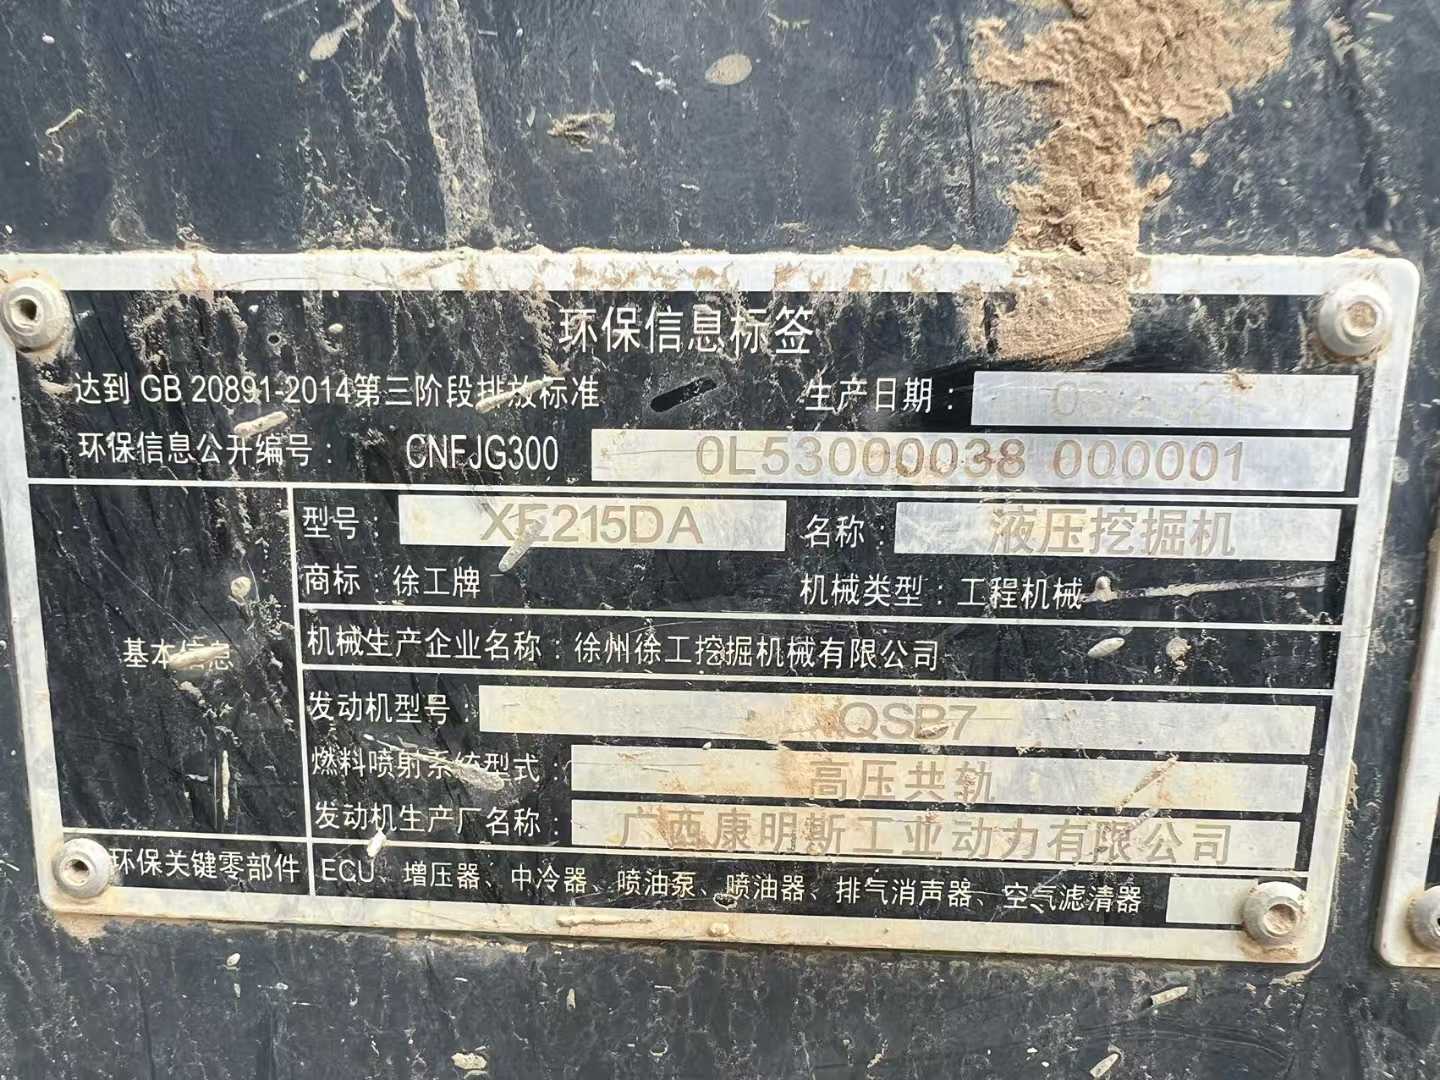 环保信息标签
达到 GB 20891-2014第三阶段排放标准
生产日期：
环保信息公开编号： CNFJG300 0L53000038 000001
基本信息
型号： XE215DA 名称： 液压挖掘机
商标：徐工牌 机械类型：工程机械
机械生产企业名称：徐州徐工挖掘机械有限公司
发动机型号： QSB7
燃料喷射系统型式： 高压共轨
发动机生产厂名称： 广西康明斯工业动力有限公司
环保关键零部件 ECU、增压器、中冷器、喷油泵、喷油器、排气消声器、空气滤清器